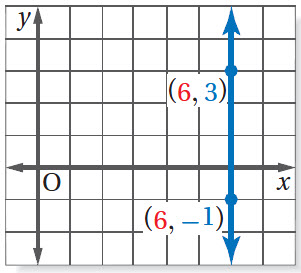 y
(6, 3)
O
x
(6, −1)